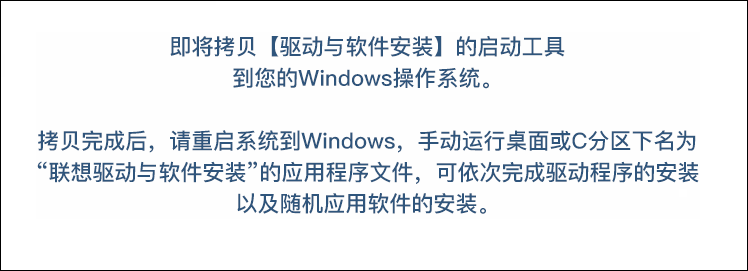 即将拷贝【驱动与软件安装】的启动工具
到您的Windows操作系统。
拷贝完成后，请重启系统到Windows，手动运行桌面或C分区下名为
“联想驱动与软件安装”的应用程序文件，可依次完成驱动程序的安装
以及随机应用软件的安装。